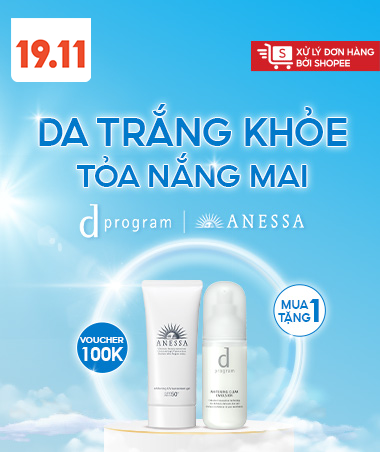 19.11
XỬ LÝ ĐƠN HÀNG
BỞI SHOPEE
DA TRẮNG KHỎE
TỎA NẮNG MAI
d program | ANESSA
VOUCHER
100K
MUA 1
TẶNG
ANESSA
SPF50+
d
program